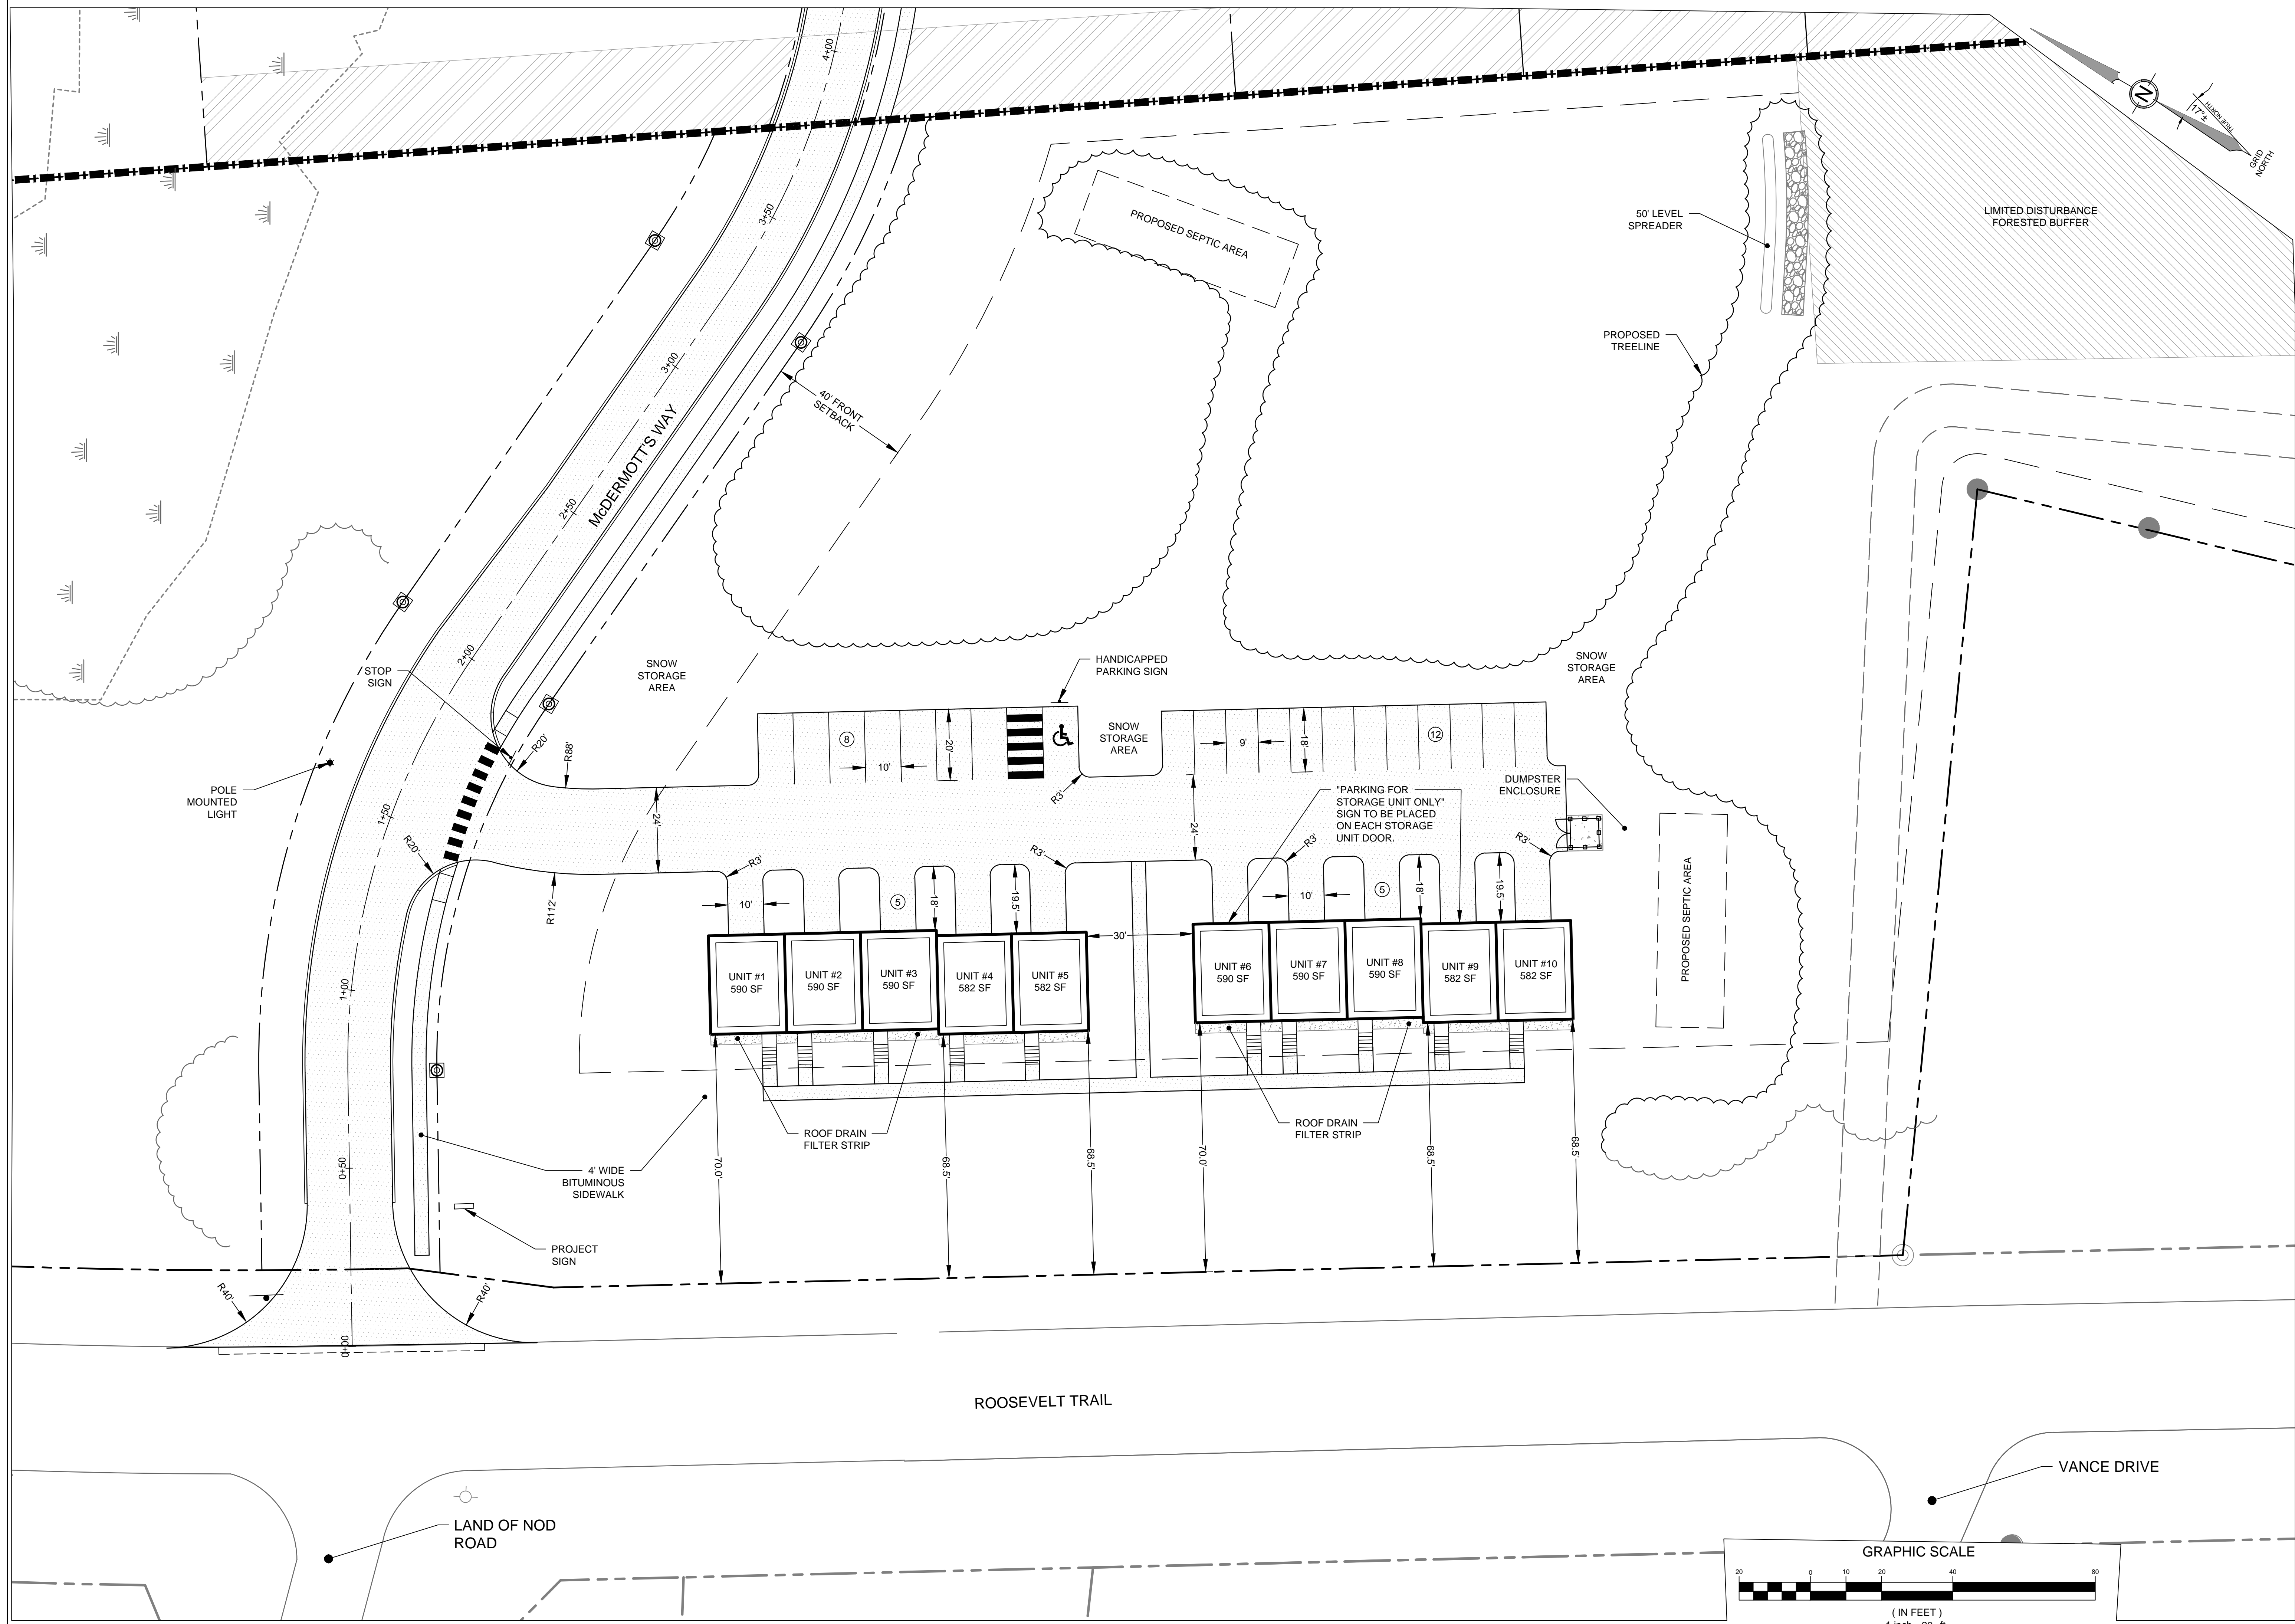 4+00
3+50
3+00
2+50
2+00
1+50
1+00
0+50
0+00
McDERMOTT'S WAY
N
17°±
TRUE NORTH
GRID
NORTH
LIMITED DISTURBANCE
FORESTED BUFFER
50' LEVEL
SPREADER
PROPOSED SEPTIC AREA
PROPOSED
TREELINE
40' FRONT
SETBACK
STOP
SIGN
SNOW
STORAGE
AREA
HANDICAPPED
PARKING SIGN
SNOW
STORAGE
AREA
SNOW
STORAGE
AREA
POLE
MOUNTED
LIGHT
R20'
R88'
8
10'
20'
R3'
9'
18'
12
DUMPSTER
ENCLOSURE
"PARKING FOR
STORAGE UNIT ONLY"
SIGN TO BE PLACED
ON EACH STORAGE
UNIT DOOR.
R20'
24'
24'
R3'
R3'
R3'
R3'
R112'
10'
5
18'
19.5'
10'
5
18'
19.5'
30'
PROPOSED SEPTIC AREA
UNIT #1
590 SF
UNIT #2
590 SF
UNIT #3
590 SF
UNIT #4
582 SF
UNIT #5
582 SF
UNIT #6
590 SF
UNIT #7
590 SF
UNIT #8
590 SF
UNIT #9
582 SF
UNIT #10
582 SF
ROOF DRAIN
FILTER STRIP
ROOF DRAIN
FILTER STRIP
4' WIDE
BITUMINOUS
SIDEWALK
70.0'
68.5'
68.5'
70.0'
68.5'
68.5'
PROJECT
SIGN
R40'
R40'
ROOSEVELT TRAIL
VANCE DRIVE
LAND OF NOD
ROAD
GRAPHIC SCALE
20 0 10 20 40 80
( IN FEET )